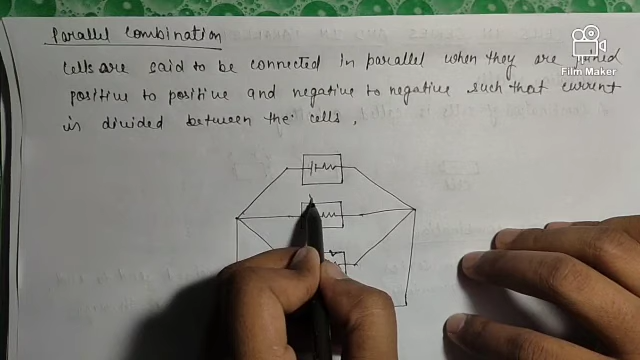 Parallel Combination
Cells are said to be connected in parallel when they are joined
positive to positive and negative to negative such that current
is divided between the cells.
Film Maker